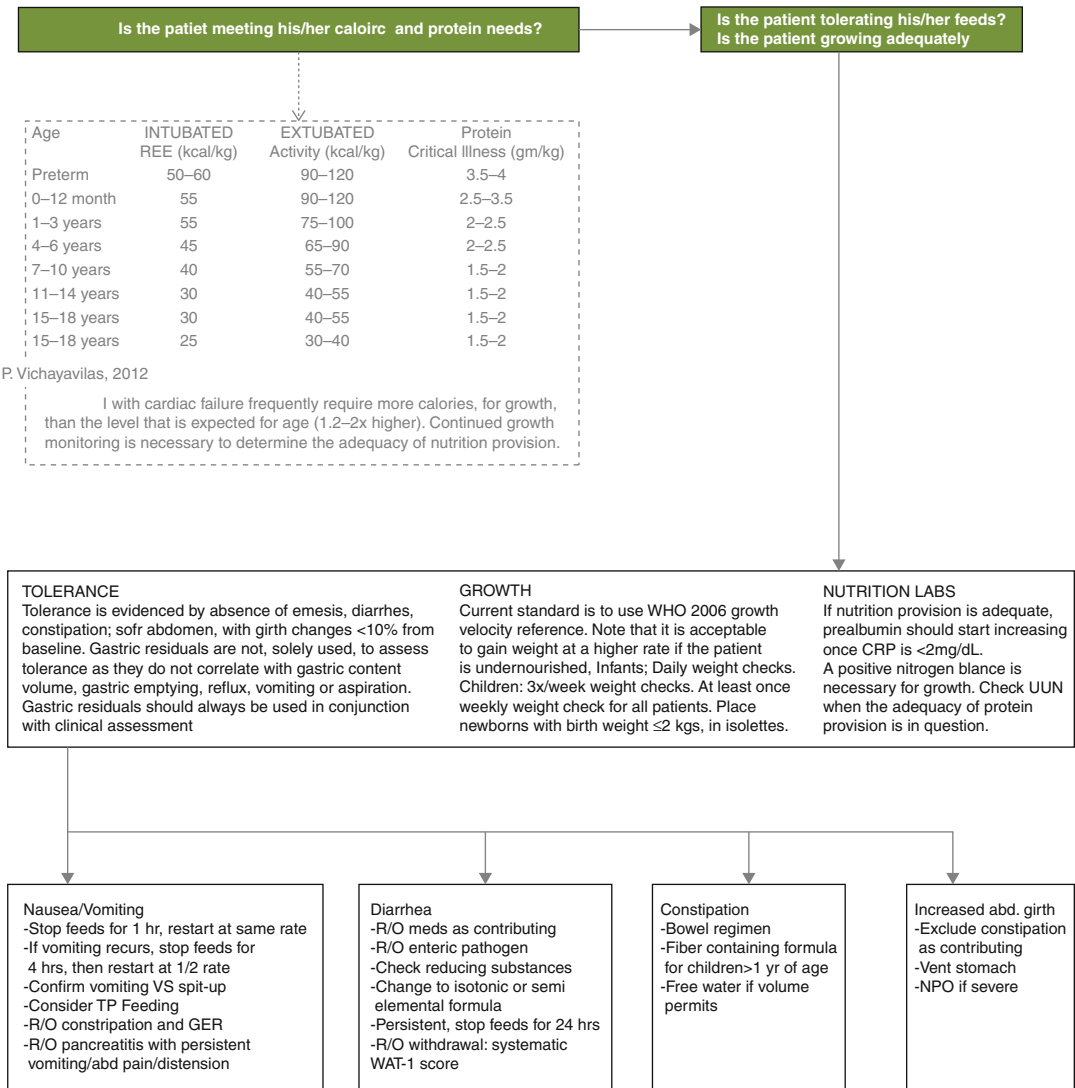 Is the patiet meeting his/her caloirc and protein needs?
Is the patient tolerating his/her feeds?
Is the patient growing adequately
Age INTUBATED EXTUBATED Protein
REE (kcal/kg) Activity (kcal/kg) Critical Illness (gm/kg)
Preterm 50–60 90–120 3.5–4
0–12 month 55 90–120 2.5–3.5
1–3 years 55 75–100 2–2.5
4–6 years 45 65–90 2–2.5
7–10 years 40 55–70 1.5–2
11–14 years 30 40–55 1.5–2
15–18 years 30 40–55 1.5–2
15–18 years 25 30–40 1.5–2
P. Vichayavilas, 2012
I with cardiac failure frequently require more calories, for growth,
than the level that is expected for age (1.2–2x higher). Continued growth
monitoring is necessary to determine the adequacy of nutrition provision.
TOLERANCE
Tolerance is evidenced by absence of emesis, diarrhes,
constipation; sofr abdomen, with girth changes <10% from
baseline. Gastric residuals are not, solely used, to assess
tolerance as they do not correlate with gastric content
volume, gastric emptying, reflux, vomiting or aspiration.
Gastric residuals should always be used in conjunction
with clinical assessment
GROWTH
Current standard is to use WHO 2006 growth
velocity reference. Note that it is acceptable
to gain weight at a higher rate if the patient
is undernourished, Infants; Daily weight checks.
Children: 3x/week weight checks. At least once
weekly weight check for all patients. Place
newborns with birth weight ≤2 kgs, in isolettes.
NUTRITION LABS
If nutrition provision is adequate,
prealbumin should start increasing
once CRP is <2mg/dL.
A positive nitrogen blance is
necessary for growth. Check UUN
when the adequacy of protein
provision is in question.
Nausea/Vomiting
-Stop feeds for 1 hr, restart at same rate
-If vomiting recurs, stop feeds for
4 hrs, then restart at 1/2 rate
-Confirm vomiting VS spit-up
-Consider TP Feeding
-R/O constripation and GER
-R/O pancreatitis with persistent
vomiting/abd pain/distension
Diarrhea
-R/O meds as contributing
-R/O enteric pathogen
-Check reducing substances
-Change to isotonic or semi
elemental formula
-Persistent, stop feeds for 24 hrs
-R/O withdrawal: systematic
WAT-1 score
Constipation
-Bowel regimen
-Fiber containing formula
for children>1 yr of age
-Free water if volume
permits
Increased abd. girth
-Exclude constipation
as contributing
-Vent stomach
-NPO if severe